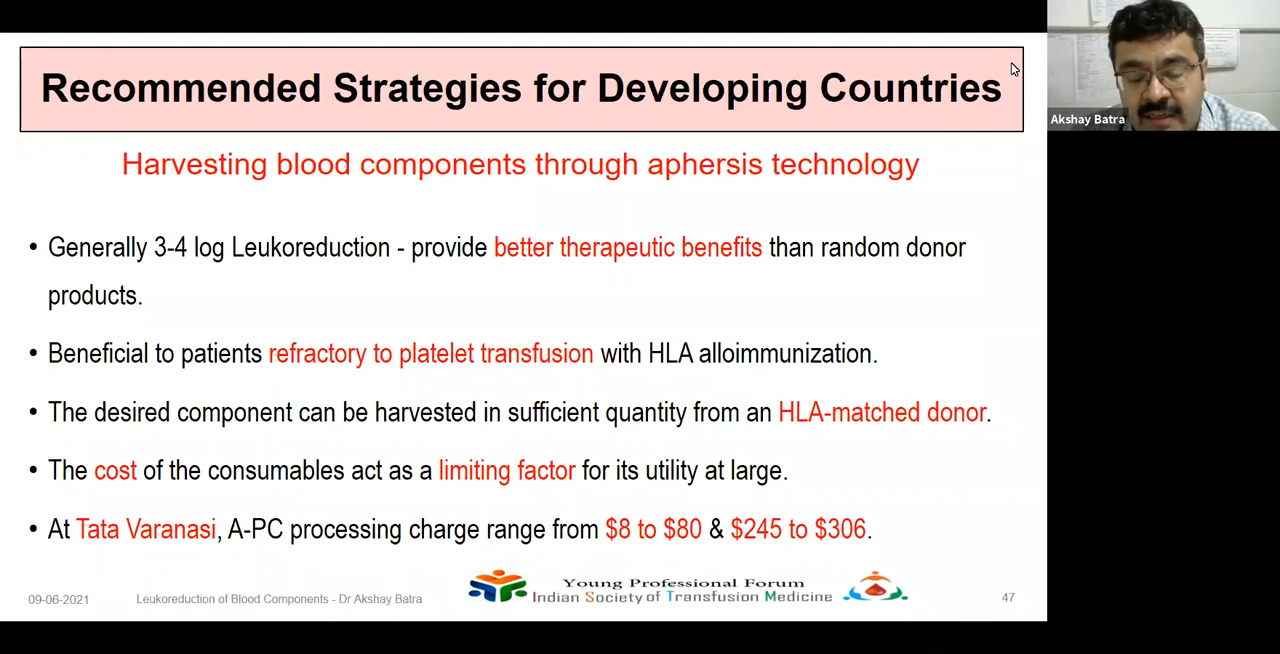 Recommended Strategies for Developing Countries
Akshay Batra
Harvesting blood components through aphersis technology
• Generally 3-4 log Leukoreduction - provide better therapeutic benefits than random donor
products.
• Beneficial to patients refractory to platelet transfusion with HLA alloimmunization.
• The desired component can be harvested in sufficient quantity from an HLA-matched donor.
• The cost of the consumables act as a limiting factor for its utility at large.
• At Tata Varanasi, A-PC processing charge range from $8 to $80 & $245 to $306.
09-06-2021
Leukoreduction of Blood Components - Dr Akshay Batra
Young Professional Forum
Indian Society of Transfusion Medicine
47